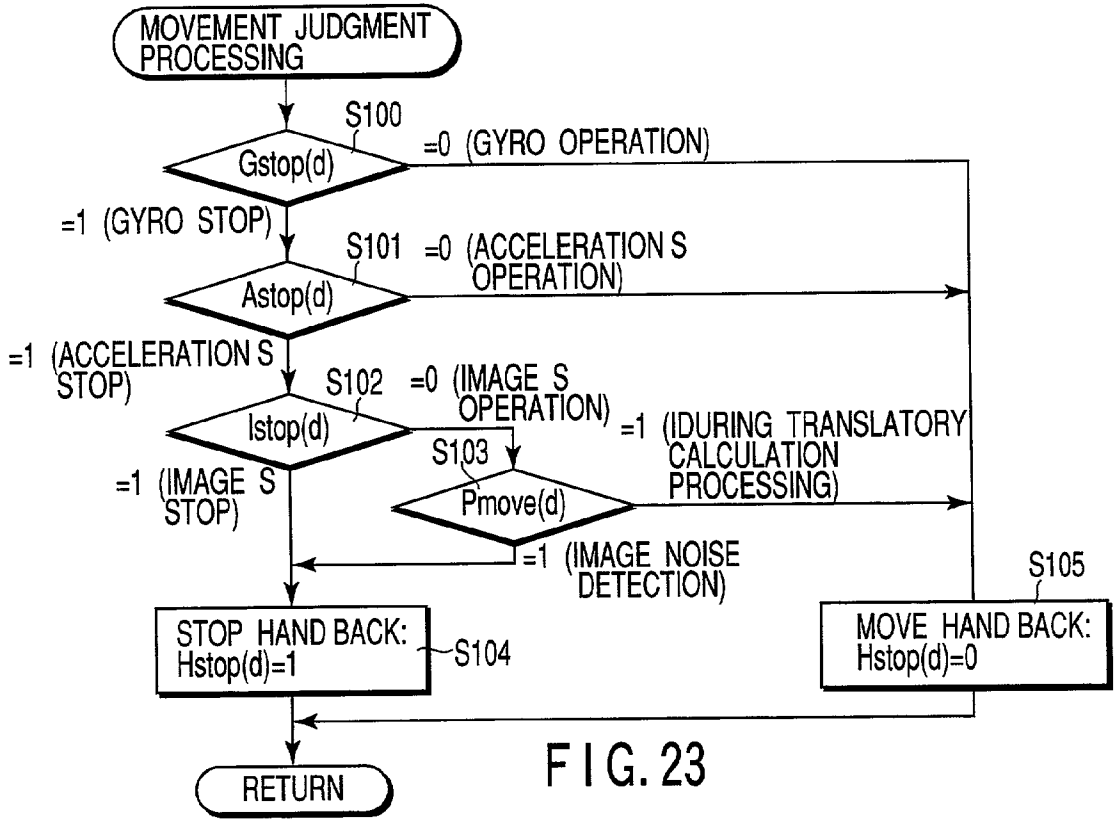 MOVEMENT JUDGMENT
PROCESSING
S100
Gstop(d)
=0 (GYRO OPERATION)
=1 (GYRO STOP)
S101
Astop(d)
=0 (ACCELERATION S
OPERATION)
=1 (ACCELERATION S
STOP)
S102
Istop(d)
=0 (IMAGE S
OPERATION)
=1 (IMAGE S
STOP)
S103
Pmove(d)
=1 (IDURING TRANSLATORY
CALCULATION
PROCESSING)
=1 (IMAGE NOISE
DETECTION)
STOP HAND BACK:
Hstop(d)=1
S104
S105
MOVE HAND BACK:
Hstop(d)=0
RETURN
FIG. 23